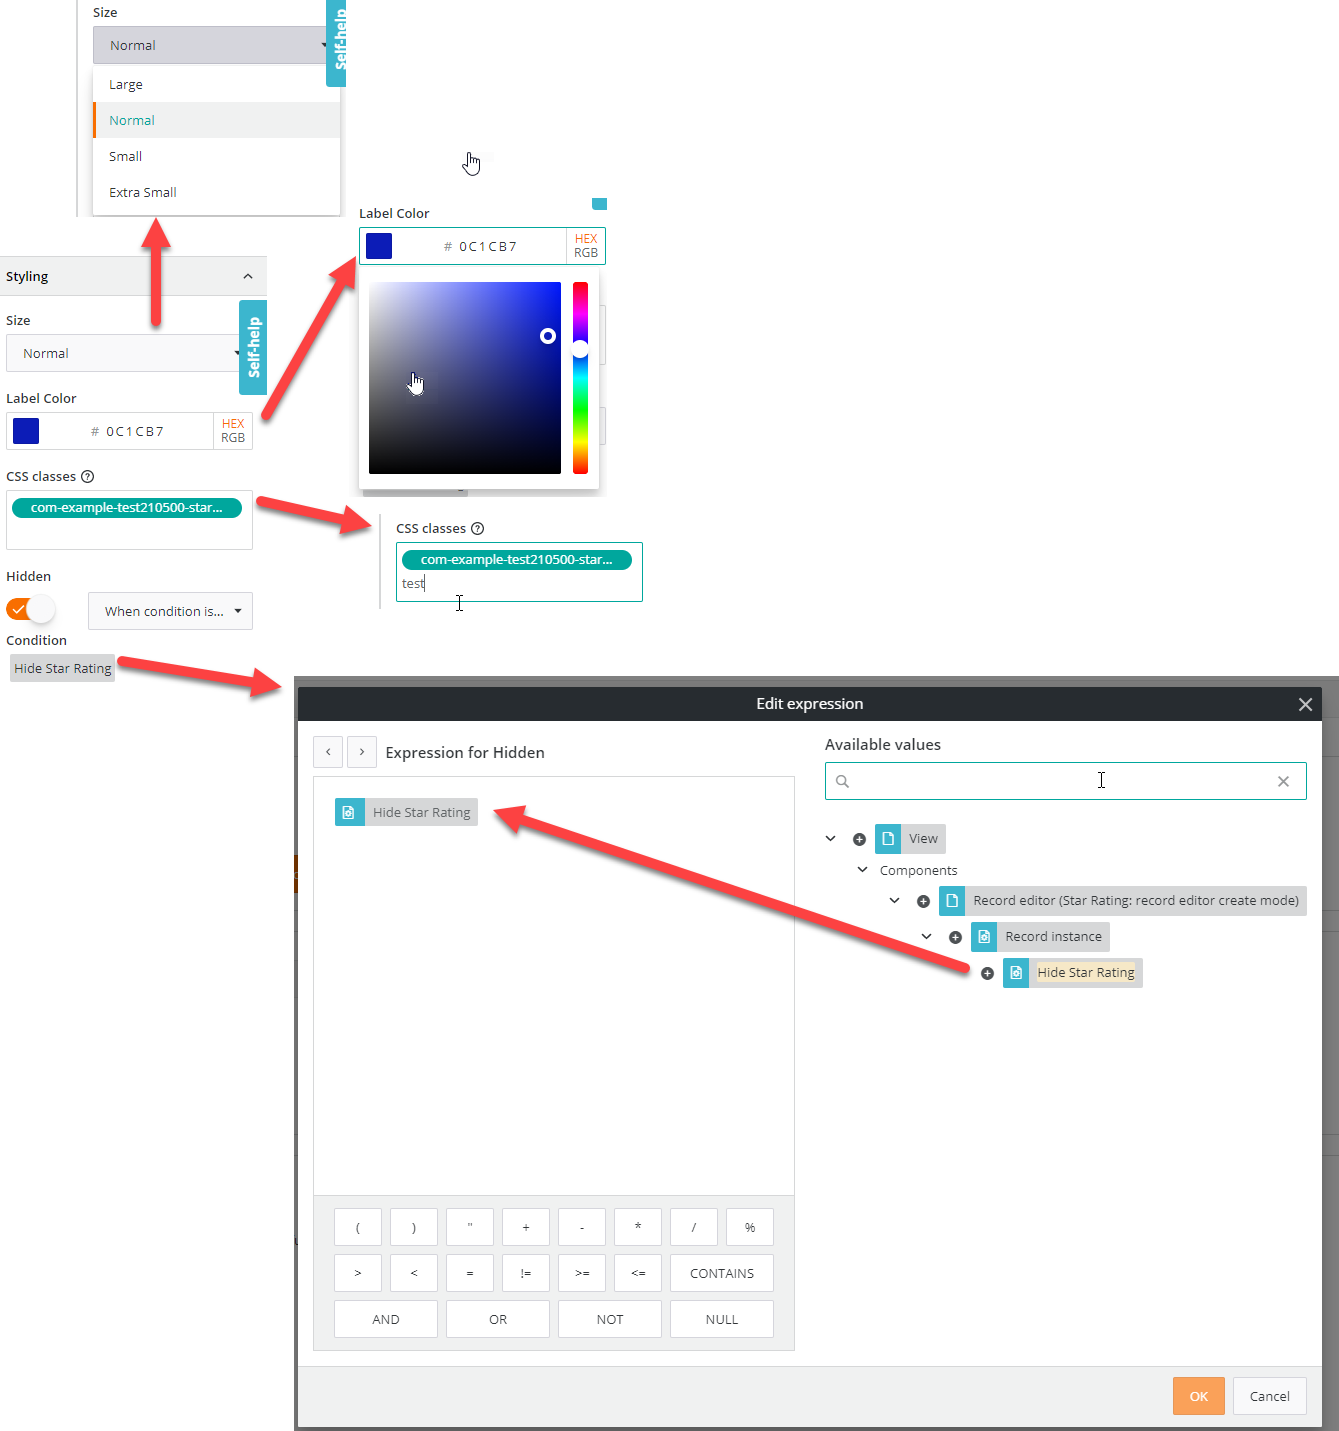 Size
Normal
Self-help
Large
Normal
Small
Extra Small
Label Color
# 0C1CB7
HEX
RGB
Styling
Size
Normal
Self-help
Label Color
# 0C1CB7
HEX
RGB
CSS classes ?
com-example-test210500-star...
CSS classes ?
com-example-test210500-star...
test
Hidden
When condition is...
Condition
Hide Star Rating
Edit expression
< > Expression for Hidden
Hide Star Rating
Available values
View
Components
Record editor (Star Rating: record editor create mode)
Record instance
Hide Star Rating
( ) " + - * / %
> < = != >= <= CONTAINS
AND OR NOT NULL
OK Cancel